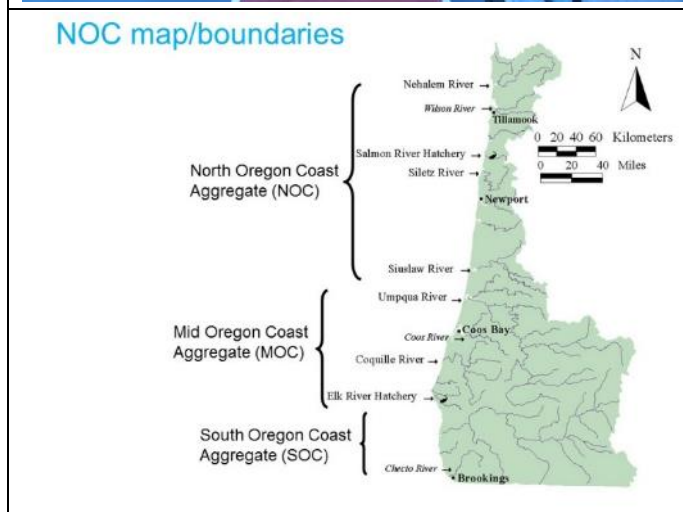 NOC map/boundaries
N
Nehalem River
Wilson River
Tillamook
0 20 40 60 Kilometers
0 20 40 Miles
Salmon River Hatchery
Siletz River
North Oregon Coast
Aggregate (NOC)
Newport
Siuslaw River
Umpqua River
Mid Oregon Coast
Aggregate (MOC)
Coos Bay
Coos River
Coquille River
Elk River Hatchery
South Oregon Coast
Aggregate (SOC)
Checto River
Brookings